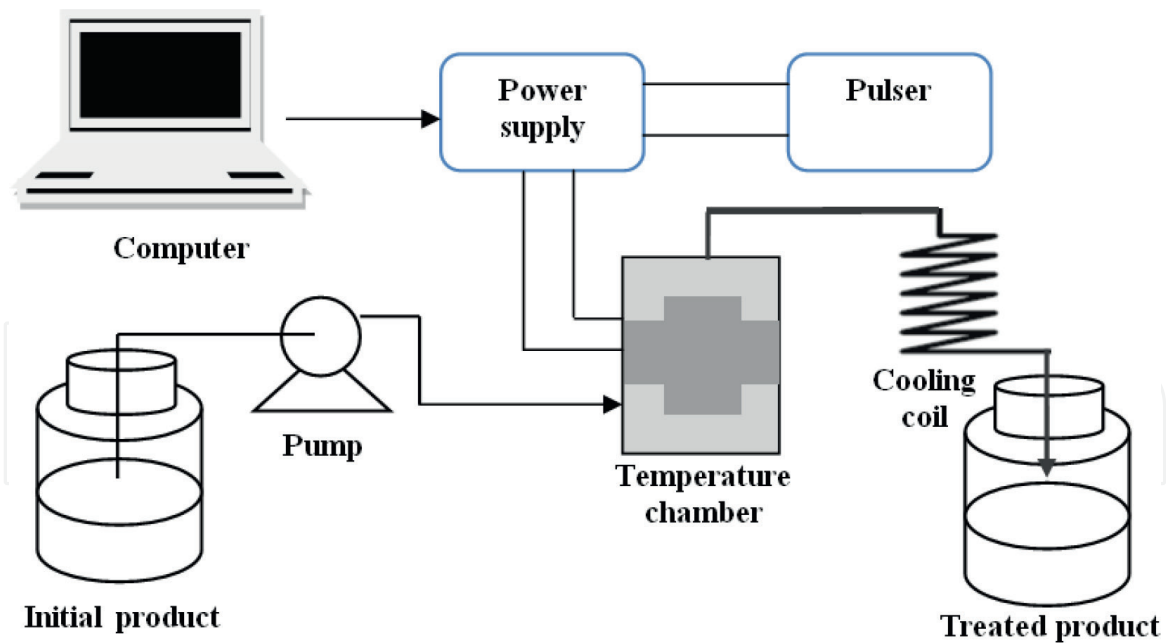 Power
supply
Pulser
Computer
Pump
Cooling
coil
Temperature
chamber
Initial product
Treated product